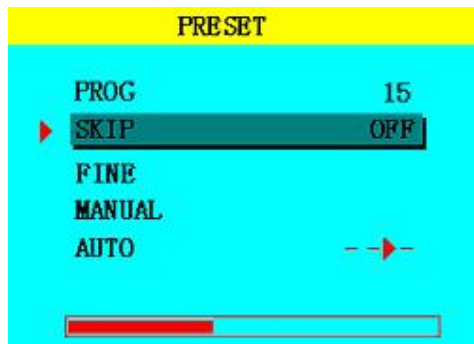 PRESET
PROG 15
SKIP OFF
FINE
MANUAL
AUTO